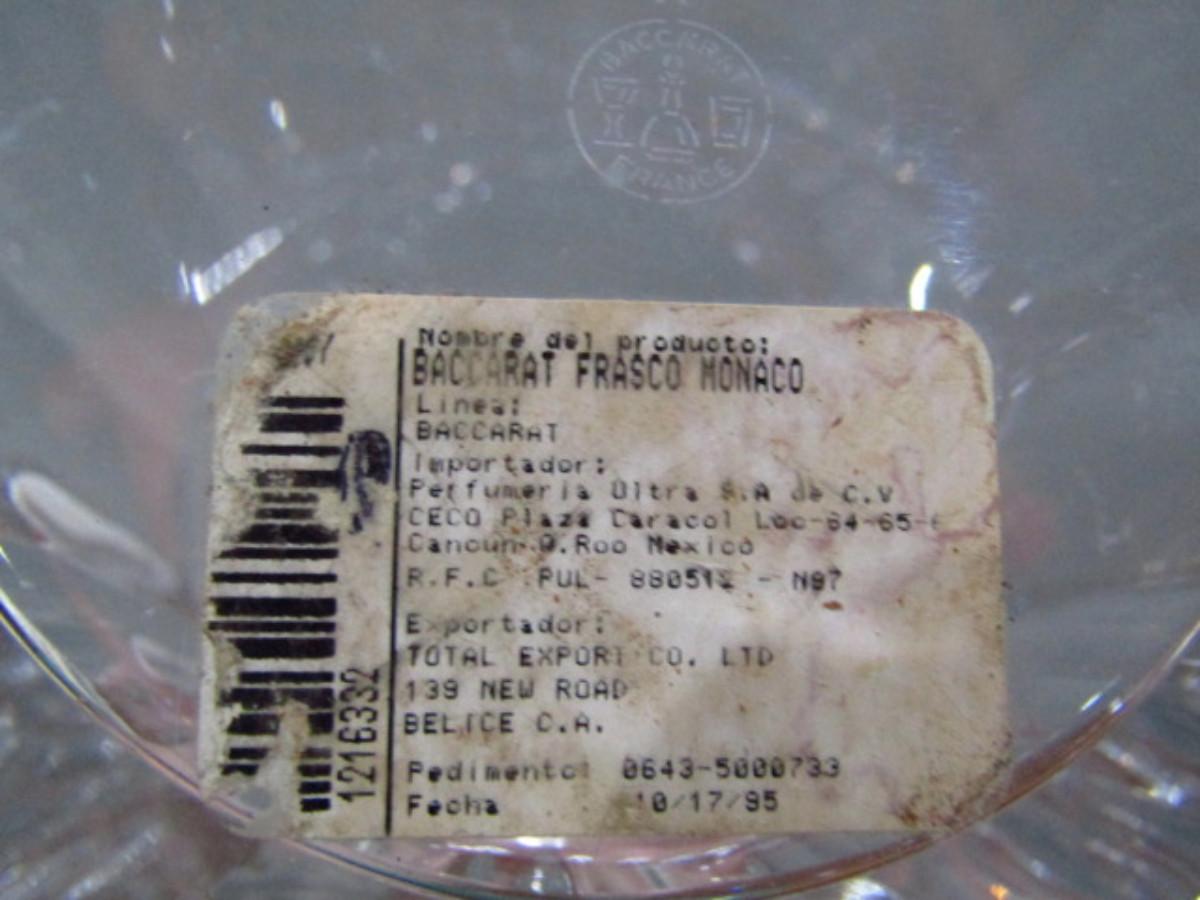 BACCARAT
FRANCE
Nombre del producto:
BACCARAT FRASCO MONACO
Linea:
BACCARAT
Importador:
Perfumeria Ultra S.A de C.V
CECO Plaza Caracol Loc-64-65-
Cancun Q.Roo Mexico
R.F.C PUL- 88051 - N97
Exportador:
TOTAL EXPORT CO. LTD
139 NEW ROAD
BELICE C.A.
Pedimento: 0643-5000733
Fecha 10/17/95
1216332